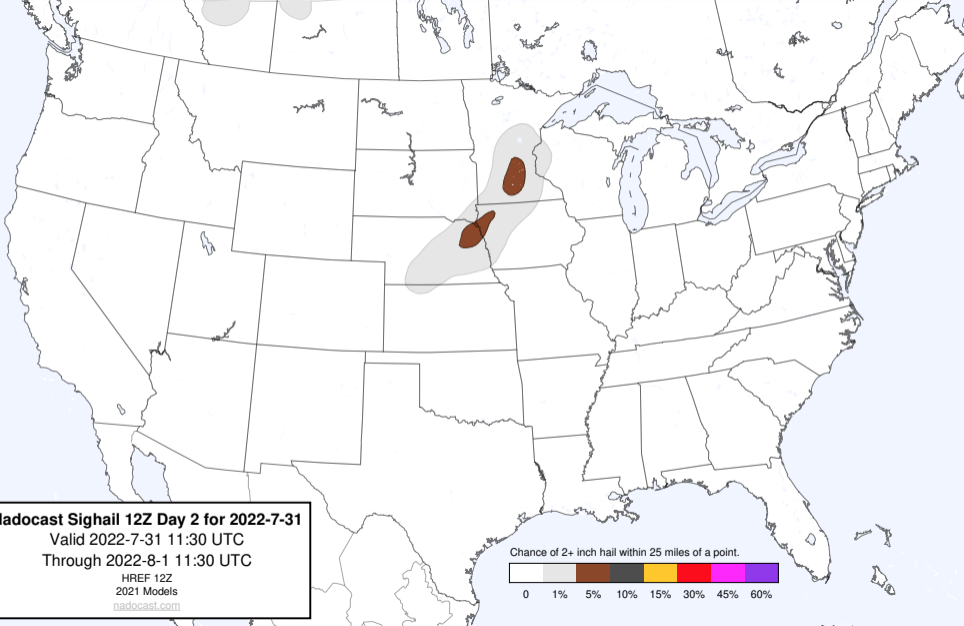 adocast Sighail 12Z Day 2 for 2022-7-31
Valid 2022-7-31 11:30 UTC
Through 2022-8-1 11:30 UTC
HREF 12Z
2021 Models
nadocast.com
Chance of 2+ inch hail within 25 miles of a point.
0 1% 5% 10% 15% 30% 45% 60%